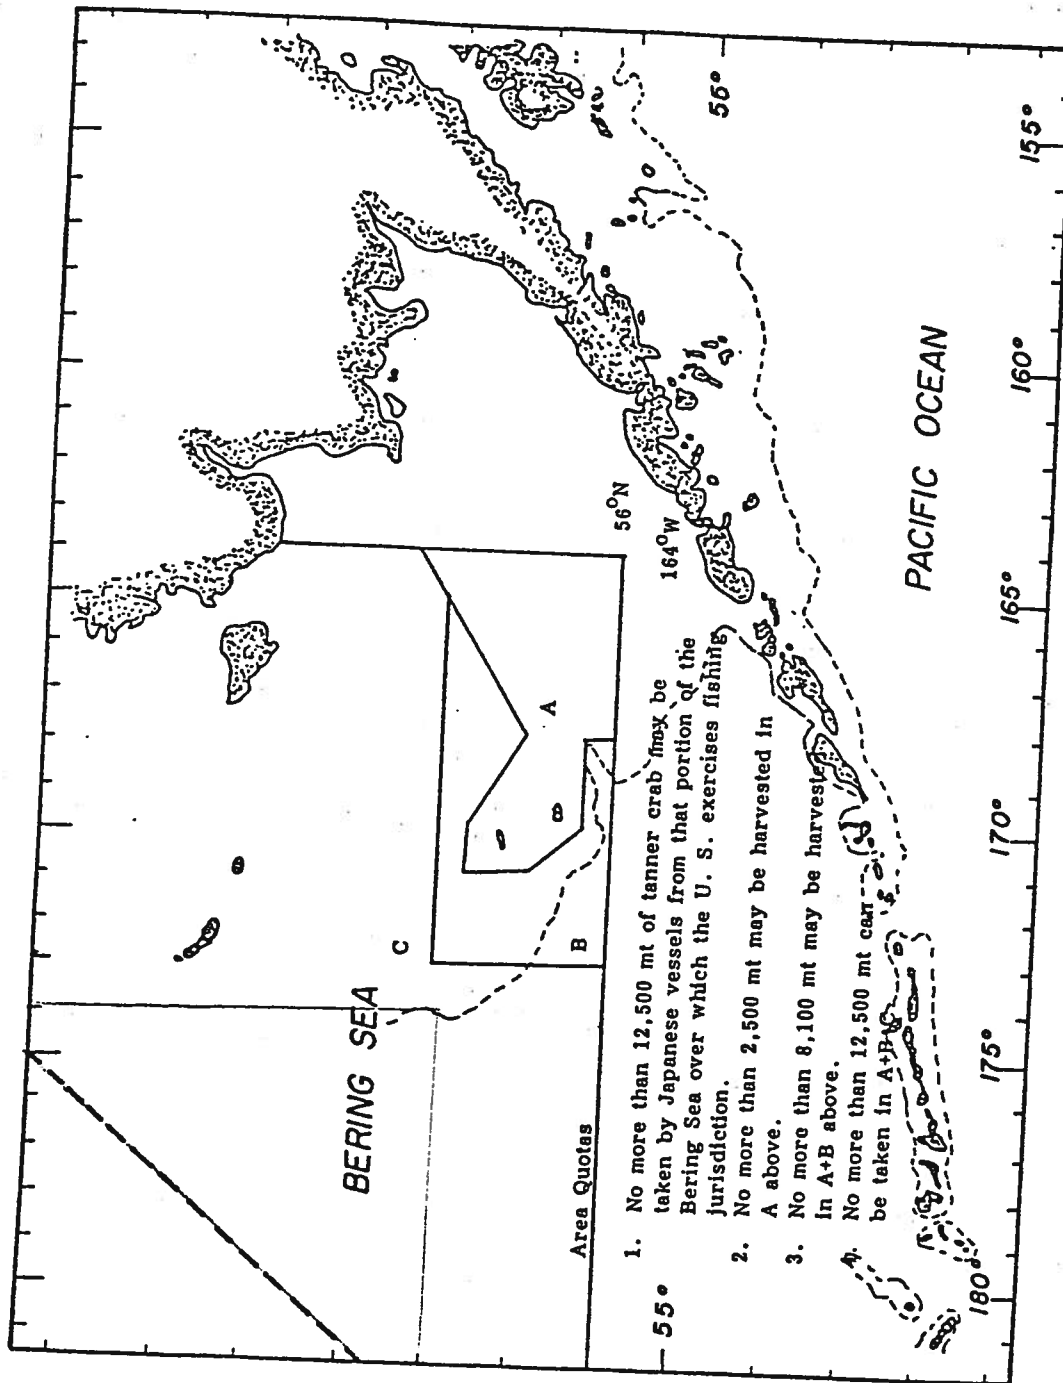 BERING SEA
C
A
B
56°N
164°W
Area Quotas
1. No more than 12,500 mt of tanner crab may be
taken by Japanese vessels from that portion of the
Bering Sea over which the U. S. exercises fishing
jurisdiction.
2. No more than 2,500 mt may be harvested in
A above.
3. No more than 8,100 mt may be harvested
in A+B above.
4. No more than 12,500 mt can
be taken in A+B
PACIFIC OCEAN
55°
56°
180°
175°
170°
165°
160°
155°